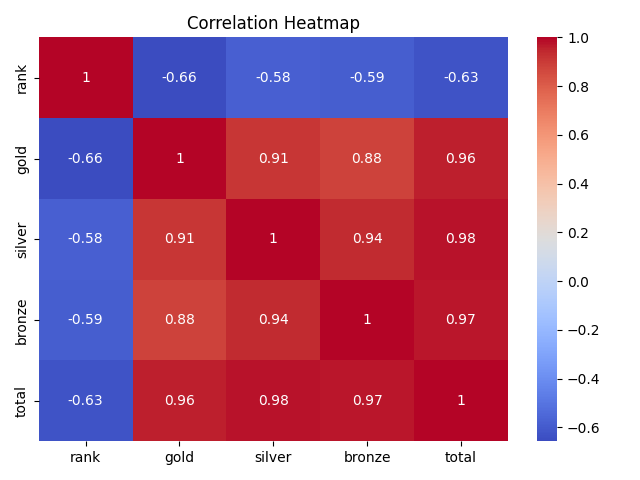 Correlation Heatmap
rank 1 -0.66 -0.58 -0.59 -0.63
gold -0.66 1 0.91 0.88 0.96
silver -0.58 0.91 1 0.94 0.98
bronze -0.59 0.88 0.94 1 0.97
total -0.63 0.96 0.98 0.97 1
rank gold silver bronze total
1.0
0.8
0.6
0.4
0.2
0.0
−0.2
−0.4
−0.6